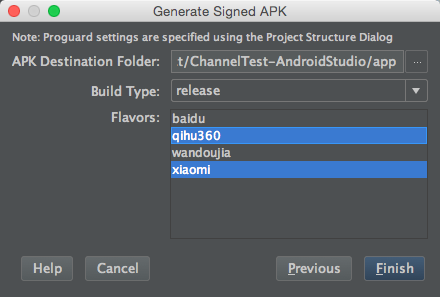 Generate Signed APK
Note: Proguard settings are specified using the Project Structure Dialog
APK Destination Folder: t/ChannelTest-AndroidStudio/app ...
Build Type: release
Flavors: baidu
qihu360
wandoujia
xiaomi
Help Cancel Previous Finish